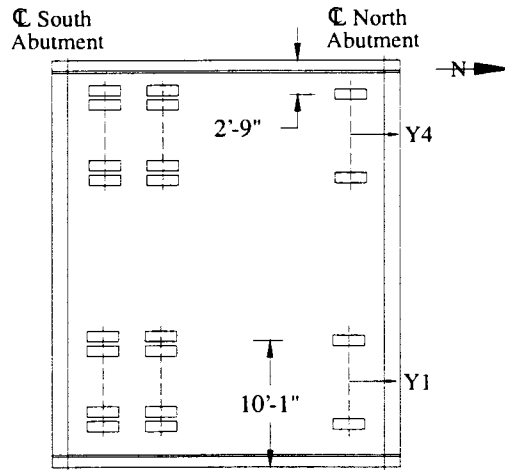 ℄ South
Abutment
℄ North
Abutment
N
2'-9"
Y4
10'-1"
Y1